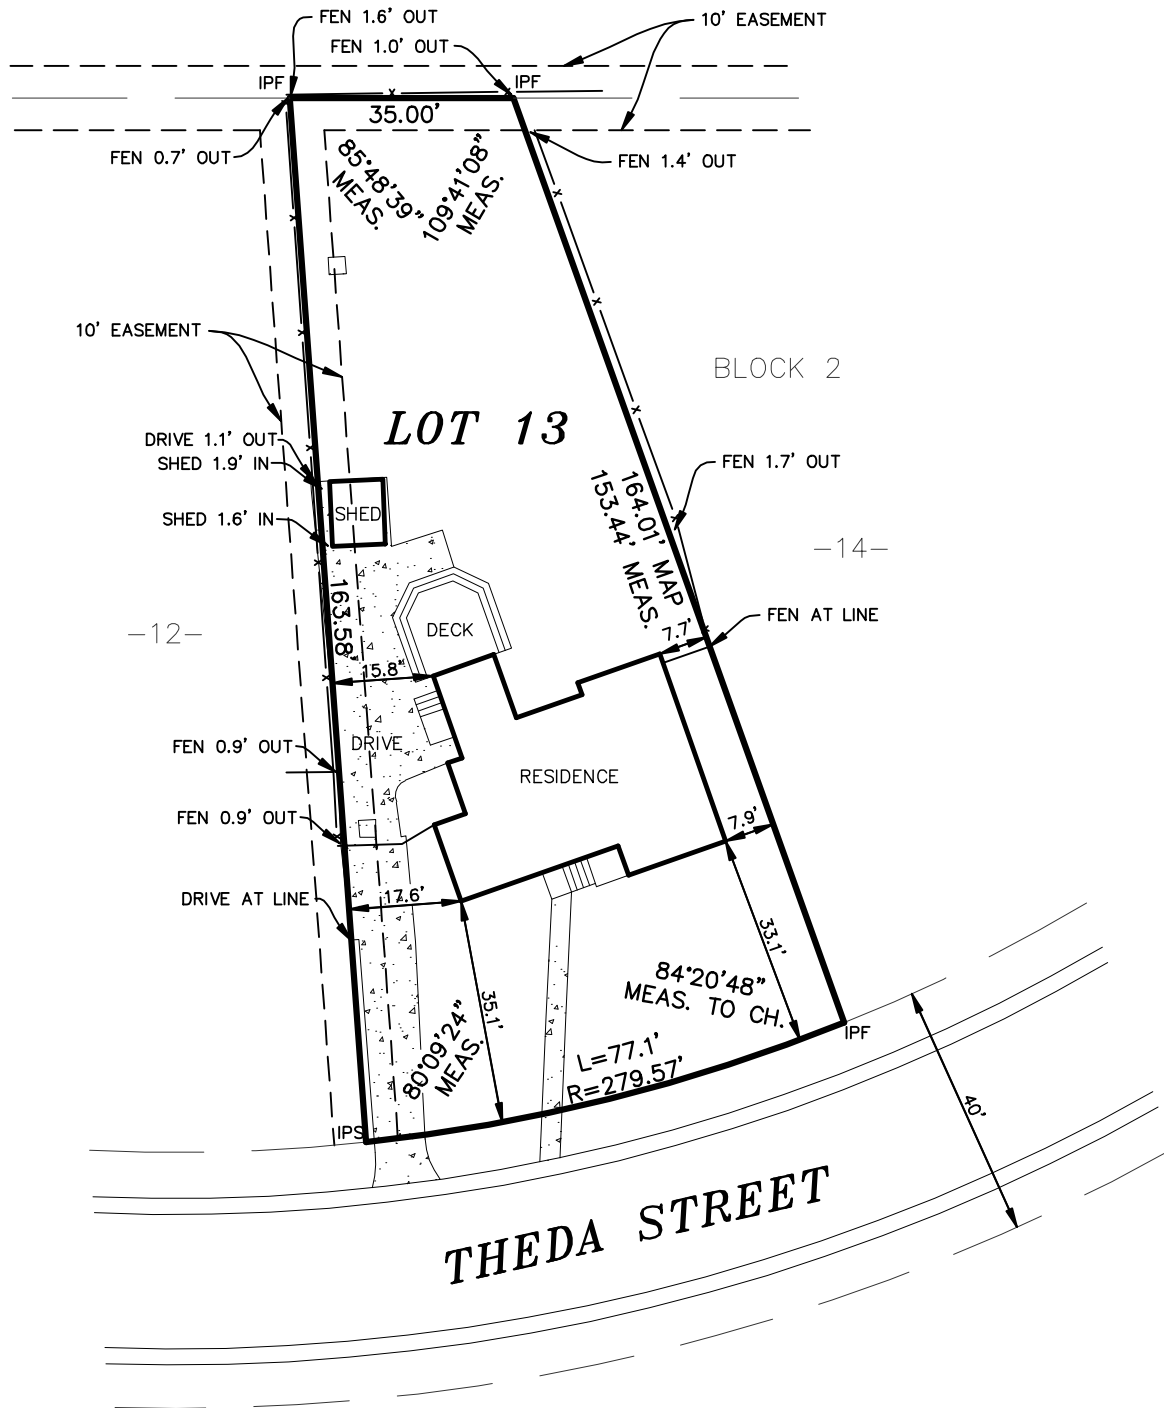 FEN 1.6' OUT
10' EASEMENT
FEN 1.0' OUT
IPF
IPF
35.00'
FEN 0.7' OUT
FEN 1.4' OUT
85°48'39"
MEAS.
109°41'08"
MEAS.
10' EASEMENT
BLOCK 2
LOT 13
DRIVE 1.1' OUT
SHED 1.9' IN
FEN 1.7' OUT
SHED 1.6' IN
SHED
164.01' MAP
153.44' MEAS.
-14-
163.58'
FEN AT LINE
-12-
DECK
7.7'
15.8'
FEN 0.9' OUT
DRIVE
RESIDENCE
FEN 0.9' OUT
7.9'
DRIVE AT LINE
17.6'
33.1'
84°20'48"
MEAS. TO CH.
35.1'
80°09'24"
MEAS.
L=77.1'
R=279.57'
IPF
IPS
40'
THEDA STREET